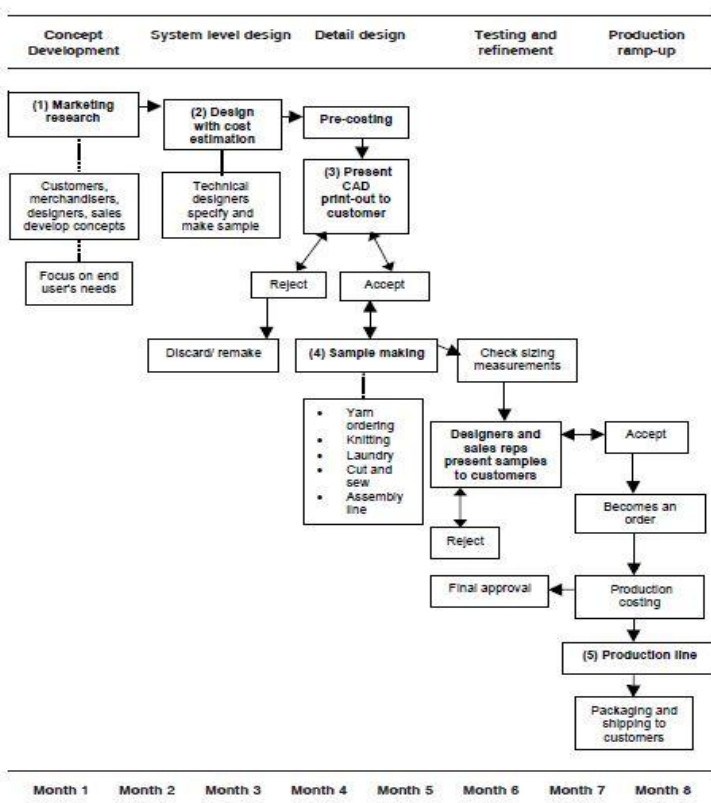 Concept
Development
System level design
Detail design
Testing and
refinement
Production
ramp-up
(1) Marketing
research
(2) Design
with cost
estimation
Pre-costing
Customers,
merchandisers,
designers, sales
develop concepts
Technical
designers
specify and
make sample
(3) Present
CAD
print-out to
customer
Focus on end
user's needs
Reject
Accept
Discard/ remake
(4) Sample making
Check sizing
measurements
• Yarn
ordering
• Knitting
• Laundry
• Cut and
sew
• Assembly
line
Designers and
sales reps
present samples
to customers
Accept
Becomes an
order
Reject
Final approval
Production
costing
(5) Production line
Packaging and
shipping to
customers
Month 1 Month 2 Month 3 Month 4 Month 5 Month 6 Month 7 Month 8